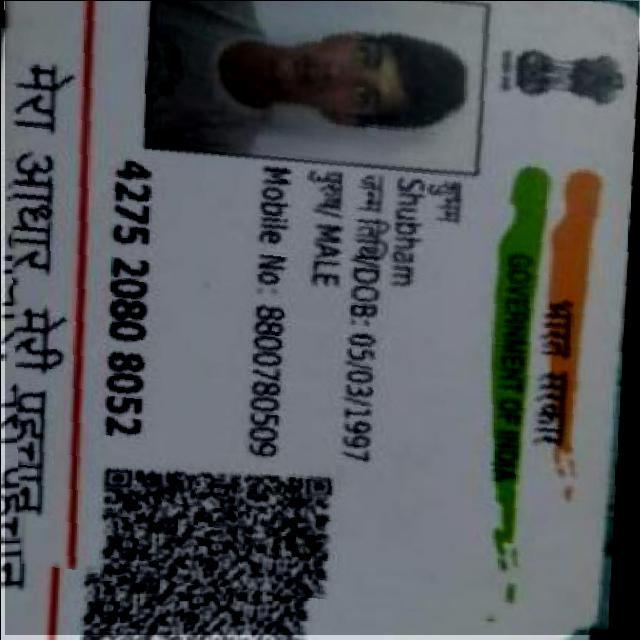 भारत सरकार
GOVERNMENT OF INDIA
Shubham
जन्म तिथि/DOB: 05/03/1997
पुरुष/ MALE
Mobile No: 8800780509
4275 2080 8052
मेरा आधार, मेरी पहचान